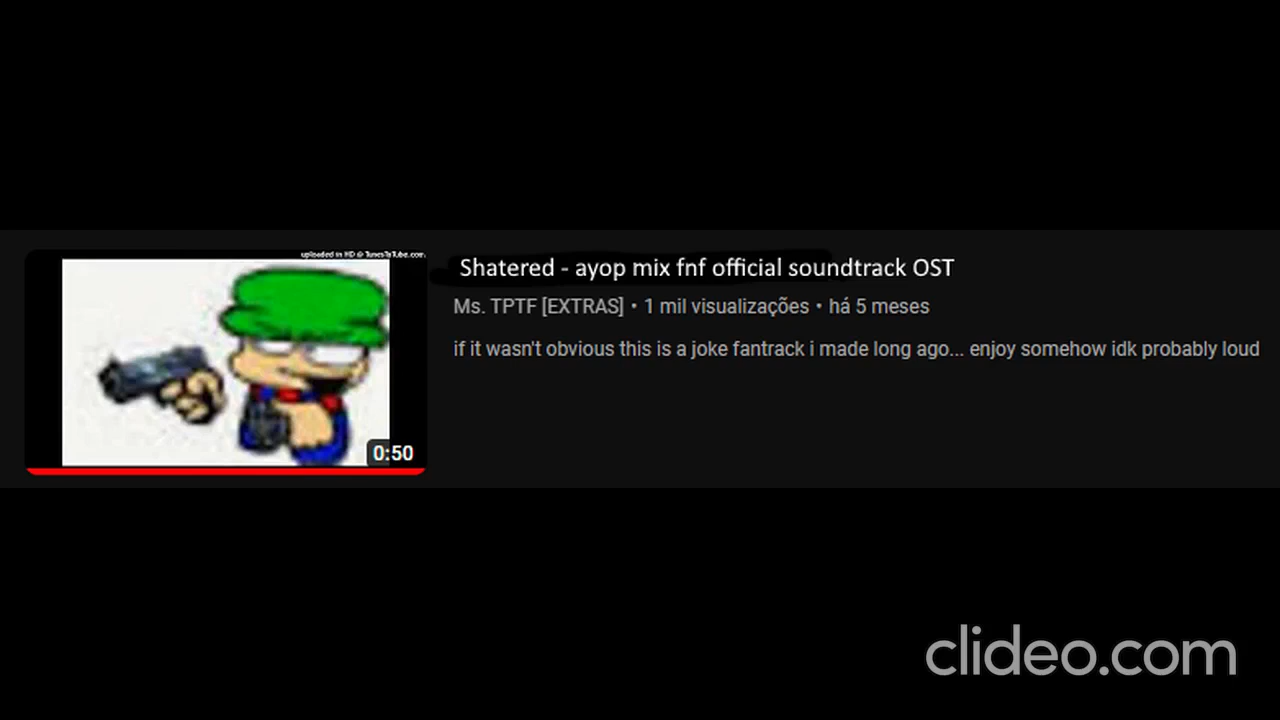 uploaded in HD @ TunesToTube.com
Shatered - ayop mix fnf official soundtrack OST
Ms. TPTF [EXTRAS] • 1 mil visualizações • há 5 meses
if it wasn't obvious this is a joke fantrack i made long ago... enjoy somehow idk probably loud
0:50
clideo.com